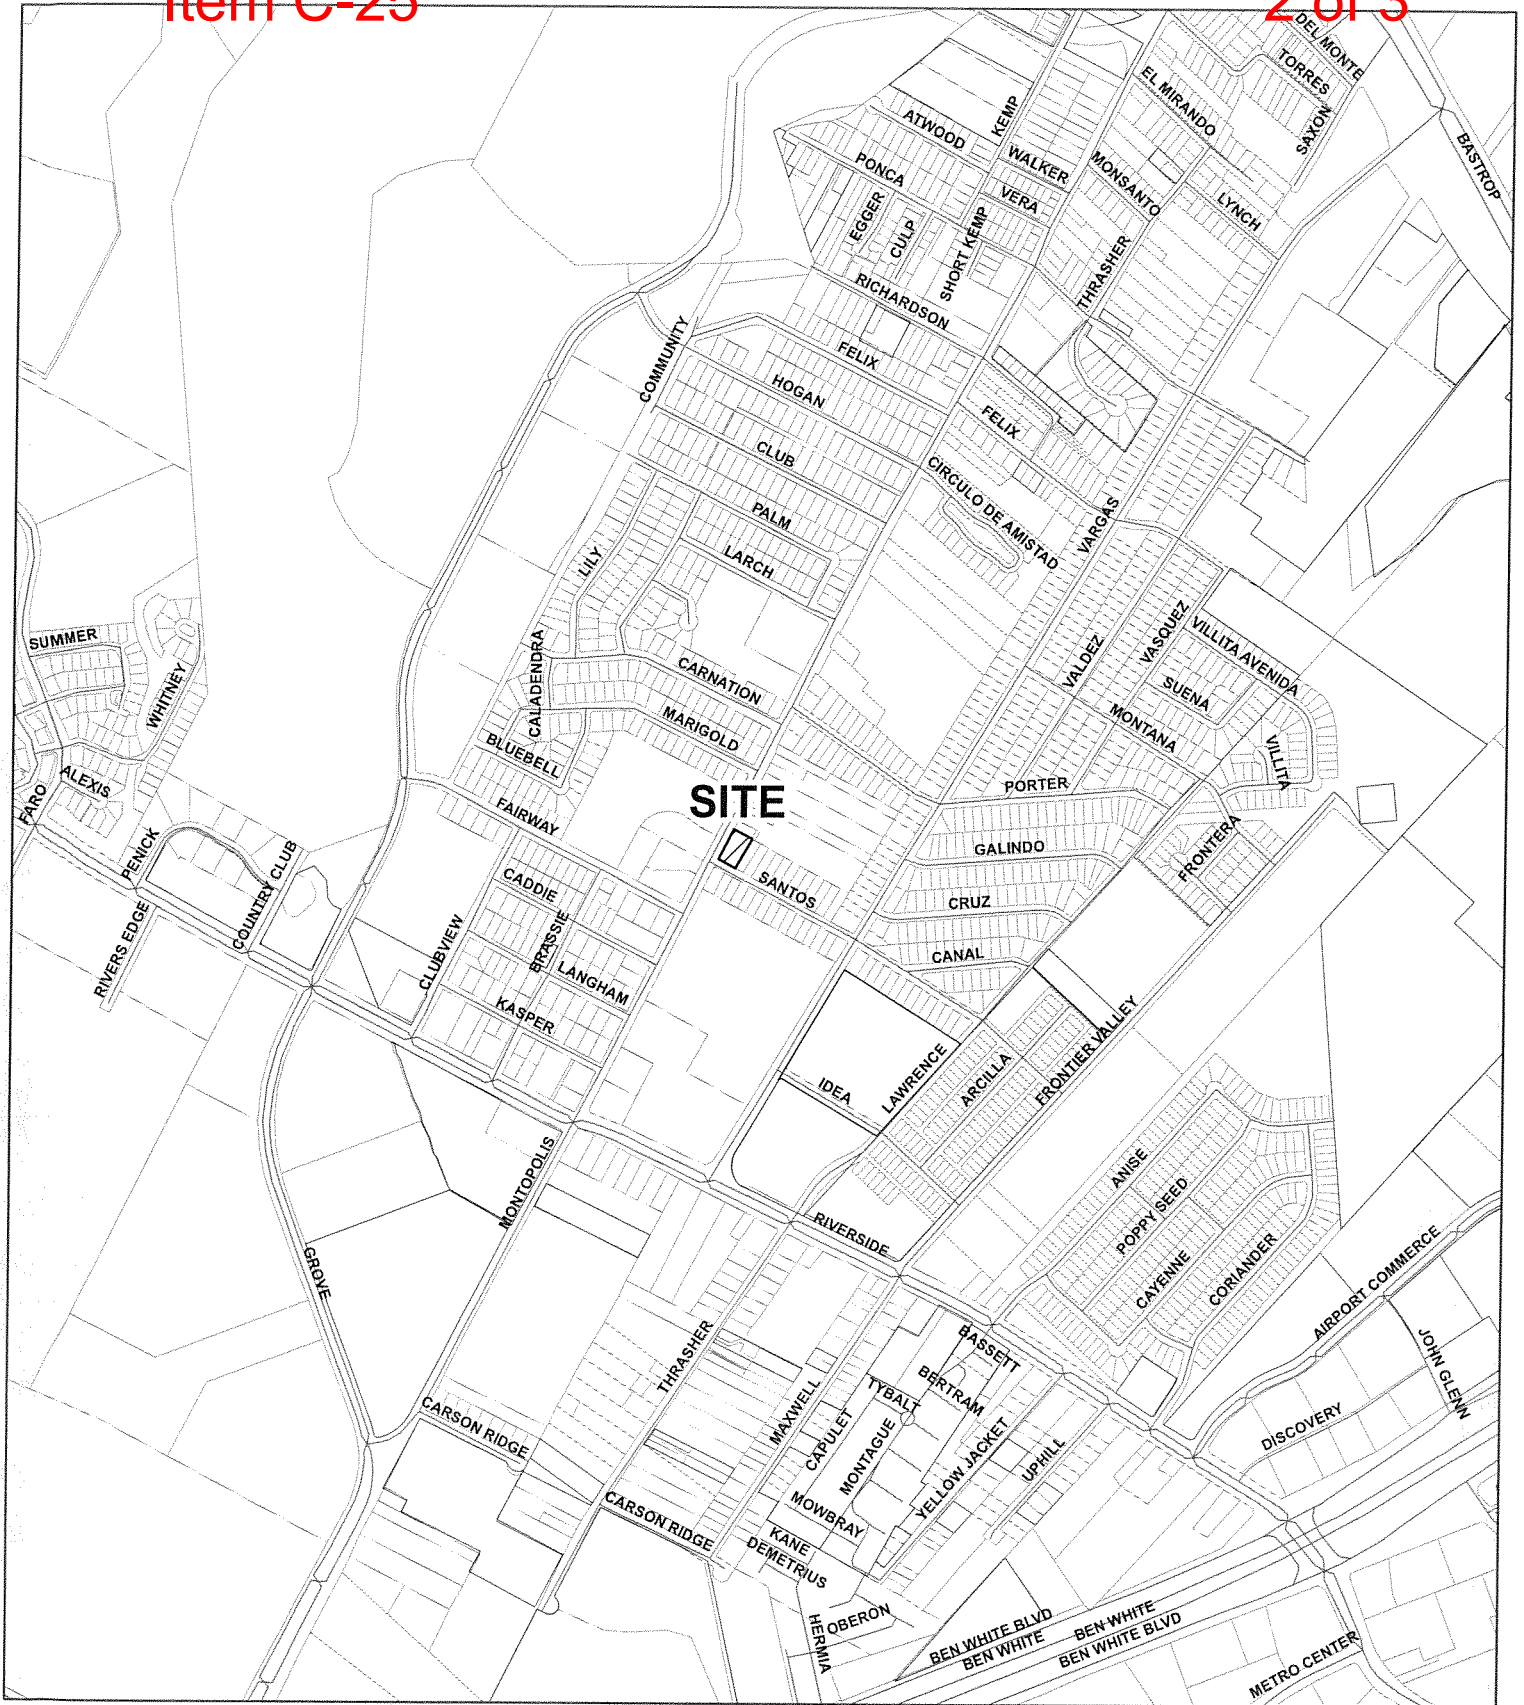 Item C-25
2 of 3
DEL MONTE
TORRES
EL MIRANDO
SAXON
KEMP
ATWOOD
BASTROP
WALKER
MONSANTO
PONCA
VERA
LYNCH
EGGER
CULP
SHORT KEMP
THRASHER
RICHARDSON
COMMUNITY
FELIX
HOGAN
FELIX
CLUB
CIRCULO DE AMISTAD
VARGAS
PALM
LARCH
LILY
SUMMER
WHITNEY
CALADENDRA
CARNATION
MARIGOLD
VALDEZ
VASQUEZ
VILLITA AVENIDA
SUENA
MONTANA
VILLITA
BLUEBELL
ALEXIS
FARO
PORTER
SITE
FAIRWAY
PENICK
COUNTRY CLUB
GALINDO
FRONTERA
CADDIE
SANTOS
CRUZ
RIVERS EDGE
CLUBVIEW
BRASSIE
LANGHAM
CANAL
KASPER
IDEA
LAWRENCE
ARCILLA
FRONTIER VALLEY
MONTOPOLIS
ANISE
POPPY SEED
RIVERSIDE
GROVE
CAYENNE
CORIANDER
AIRPORT COMMERCE
THRASHER
BASSETT
BERTRAM
TYBALT
JOHN GLENN
MAXWELL
CAPULET
MONTAGUE
CARSON RIDGE
DISCOVERY
YELLOW JACKET
UPHILL
CARSON RIDGE
MOWBRAY
KANE
DEMETRIUS
OBERON
HERMIA
BEN WHITE BLVD
BEN WHITE
BEN WHITE
BEN WHITE BLVD
METRO CENTER